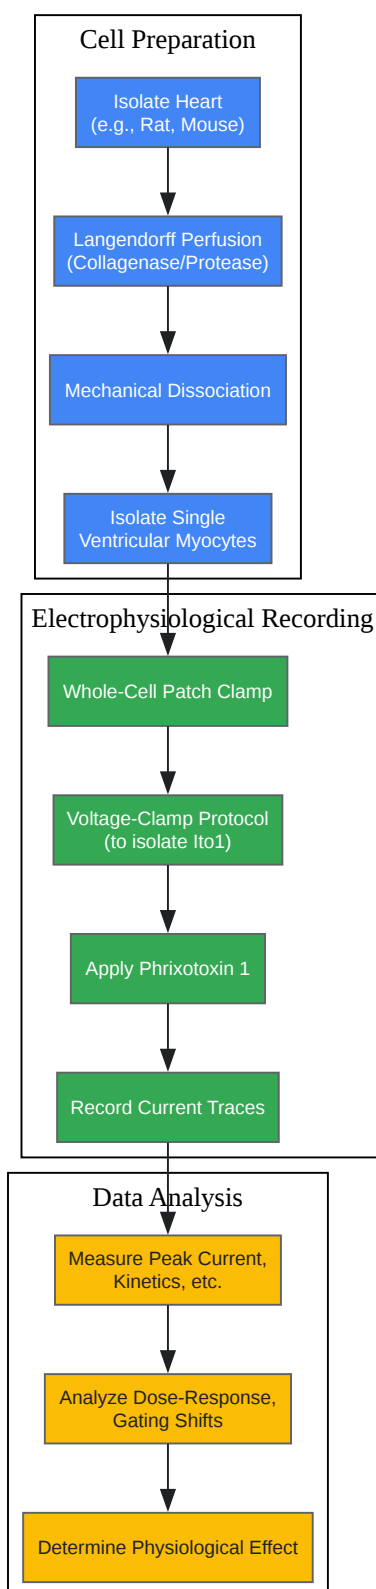 Cell Preparation
Isolate Heart
(e.g., Rat, Mouse)
Langendorff Perfusion
(Collagenase/Protease)
Mechanical Dissociation
Isolate Single
Ventricular Myocytes
Electrophysiological Recording
Whole-Cell Patch Clamp
Voltage-Clamp Protocol
(to isolate Ito1)
Apply Phrixotoxin 1
Record Current Traces
Data Analysis
Measure Peak Current,
Kinetics, etc.
Analyze Dose-Response,
Gating Shifts
Determine Physiological Effect